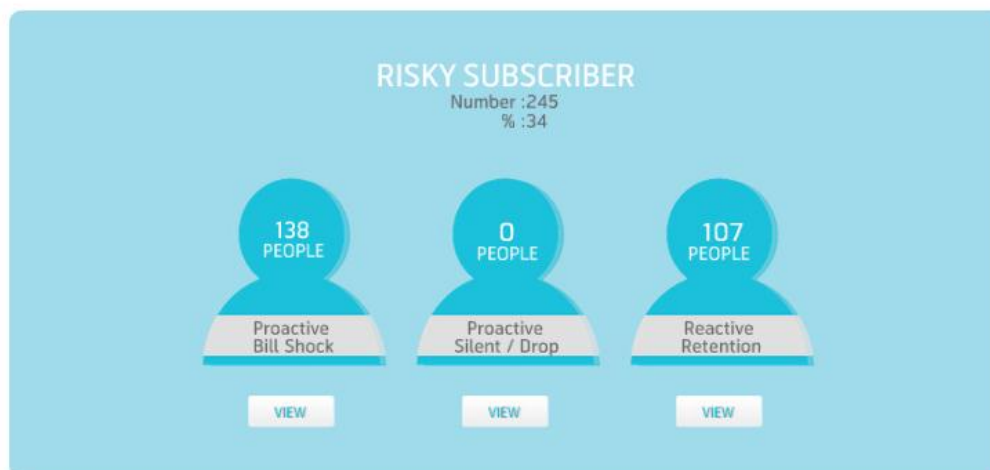 RISKY SUBSCRIBER
Number :245
% :34
138
PEOPLE
Proactive
Bill Shock
VIEW
0
PEOPLE
Proactive
Silent / Drop
VIEW
107
PEOPLE
Reactive
Retention
VIEW